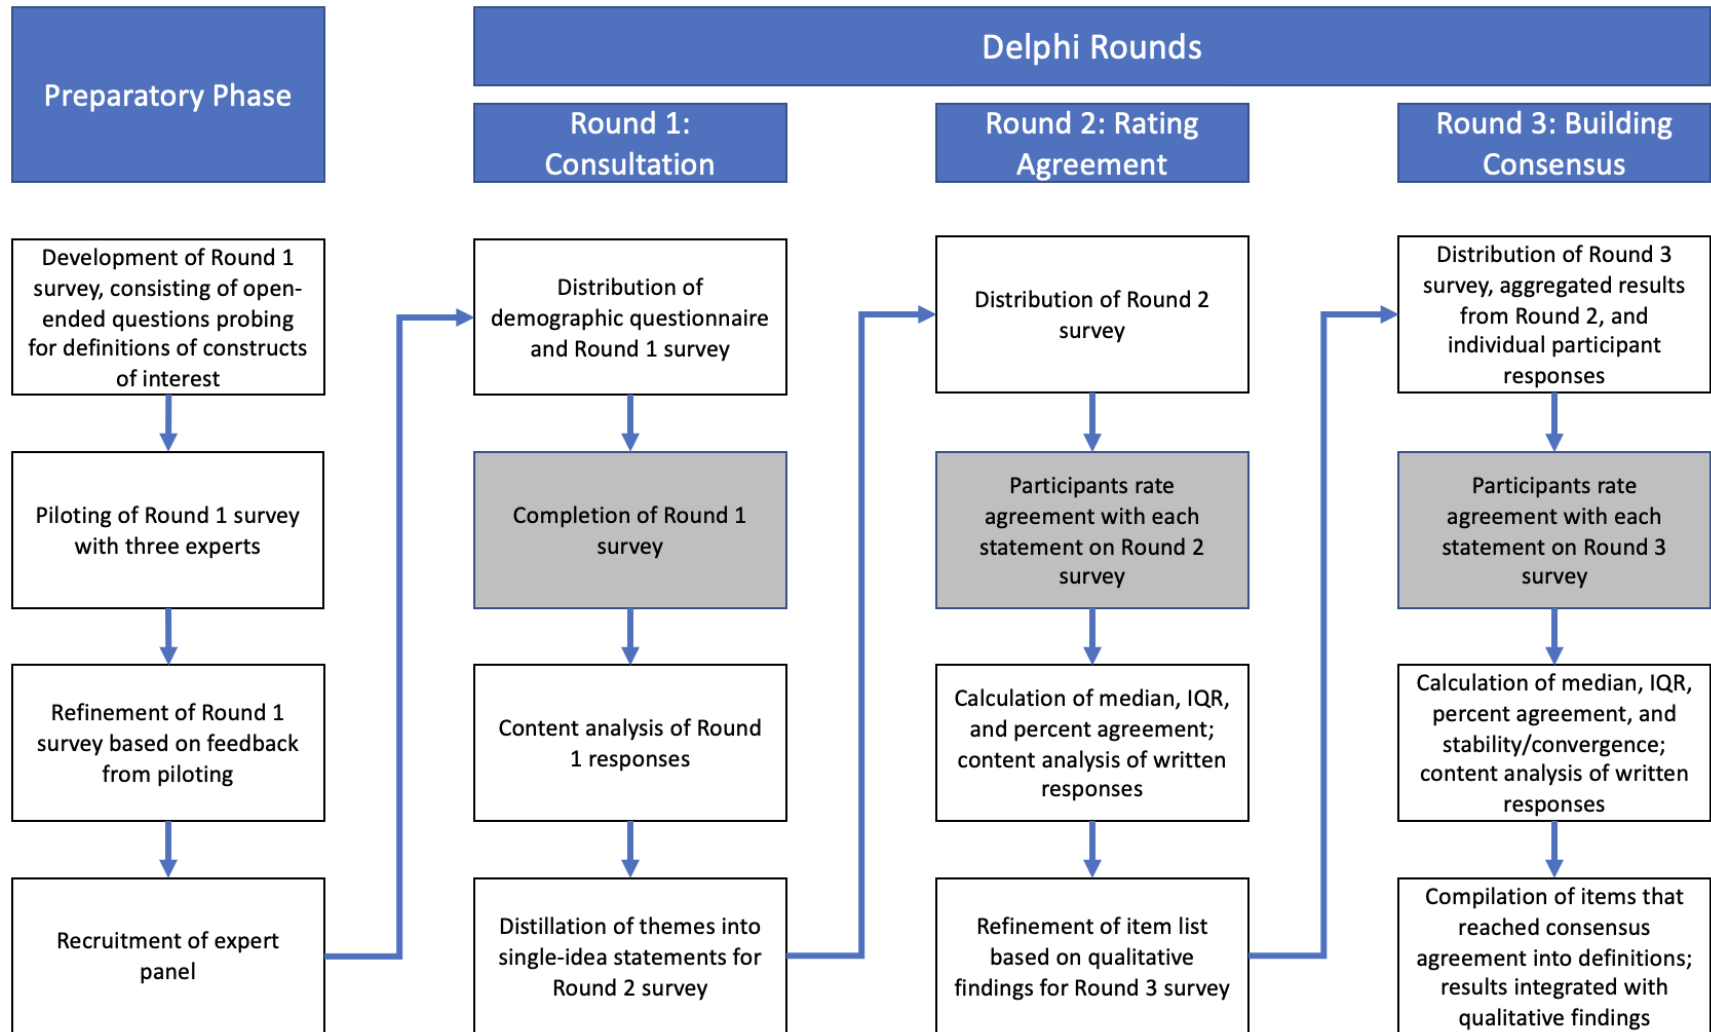 Preparatory Phase
Delphi Rounds
Round 1:
Consultation
Round 2: Rating
Agreement
Round 3: Building
Consensus
Development of Round 1
survey, consisting of open-
ended questions probing
for definitions of constructs
of interest
Piloting of Round 1 survey
with three experts
Refinement of Round 1
survey based on feedback
from piloting
Recruitment of expert
panel
Distribution of
demographic questionnaire
and Round 1 survey
Completion of Round 1
survey
Content analysis of Round
1 responses
Distillation of themes into
single-idea statements for
Round 2 survey
Distribution of Round 2
survey
Participants rate
agreement with each
statement on Round 2
survey
Calculation of median, IQR,
and percent agreement;
content analysis of written
responses
Refinement of item list
based on qualitative
findings for Round 3 survey
Distribution of Round 3
survey, aggregated results
from Round 2, and
individual participant
responses
Participants rate
agreement with each
statement on Round 3
survey
Calculation of median, IQR,
percent agreement, and
stability/convergence;
content analysis of written
responses
Compilation of items that
reached consensus
agreement into definitions;
results integrated with
qualitative findings